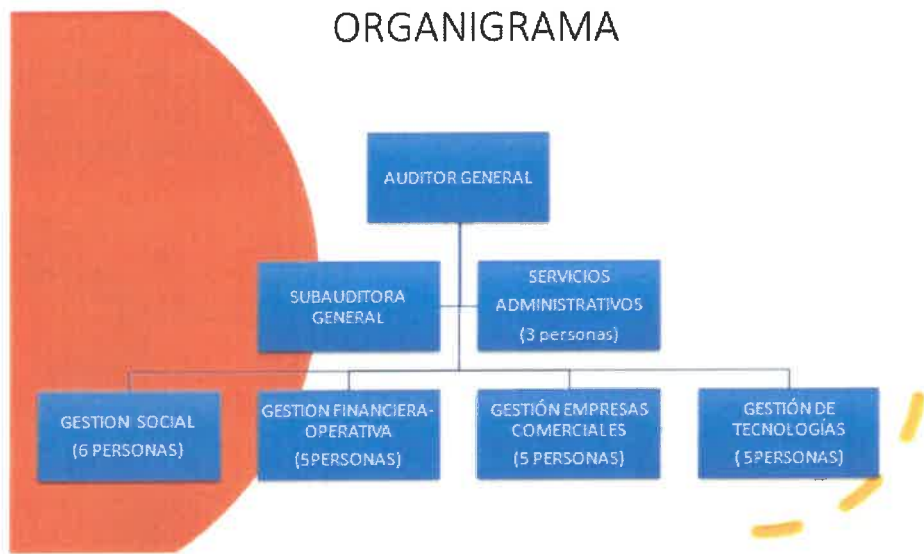 ORGANIGRAMA
AUDITOR GENERAL
SUBAUDITORA
GENERAL
SERVICIOS
ADMINISTRATIVOS
(3 personas)
GESTION SOCIAL
(6 PERSONAS)
GESTION FINANCIERA-
OPERATIVA
(5PERSONAS)
GESTIÓN EMPRESAS
COMERCIALES
(5 PERSONAS)
GESTIÓN DE
TECNOLOGÍAS
( 5PERSONAS)